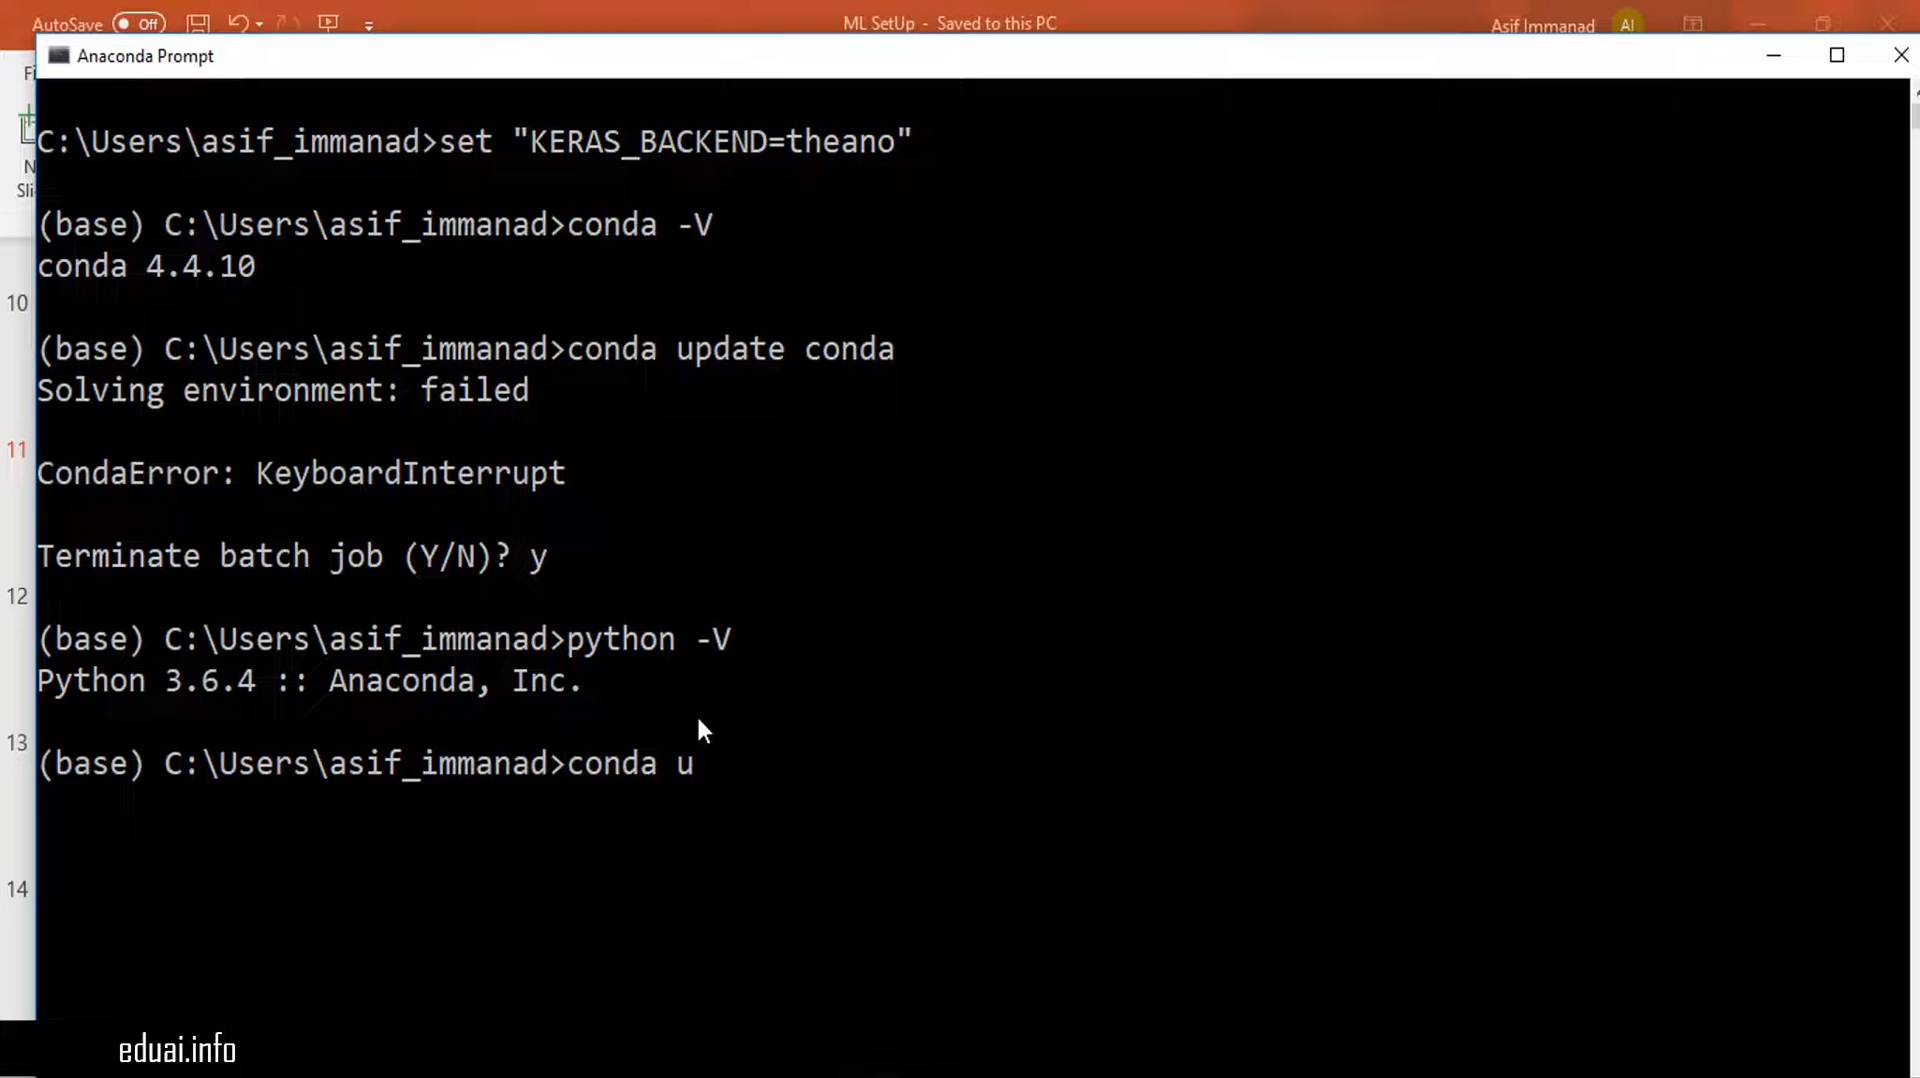 AutoSave Off ML SetUp - Saved to this PC Asif Immanad AI
Anaconda Prompt
C:\Users\asif_immanad>set "KERAS_BACKEND=theano"
(base) C:\Users\asif_immanad>conda -V
conda 4.4.10
10
(base) C:\Users\asif_immanad>conda update conda
Solving environment: failed
11
CondaError: KeyboardInterrupt
Terminate batch job (Y/N)? y
12
(base) C:\Users\asif_immanad>python -V
Python 3.6.4 :: Anaconda, Inc.
13
(base) C:\Users\asif_immanad>conda u
14
eduai.info